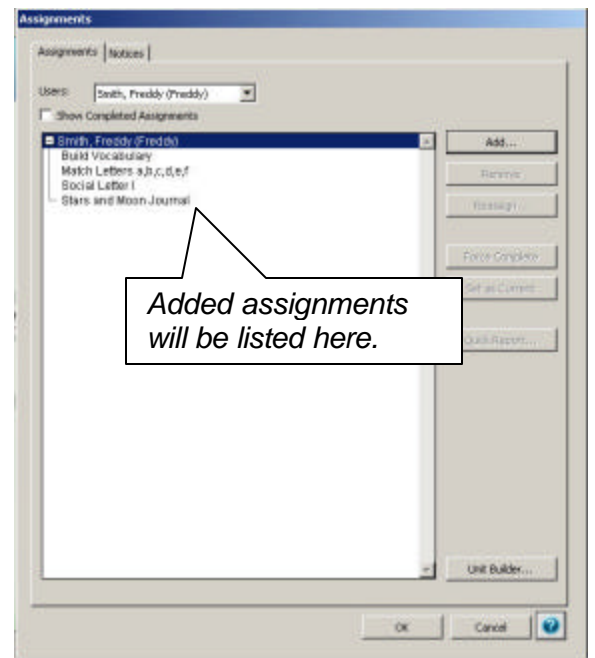 Assignments
Assignments Notices
Users: Smith, Freddy (Freddy)
Show Completed Assignments
Smith, Freddy (Freddy)
Build Vocabulary
Match Letters a,b,c,d,e,f
Social Letter I
Stars and Moon Journal
Add...
Remove
Reassign...
Force Complete
Set as Current
Quick Report...
Added assignments
will be listed here.
Unit Builder...
OK Cancel ?